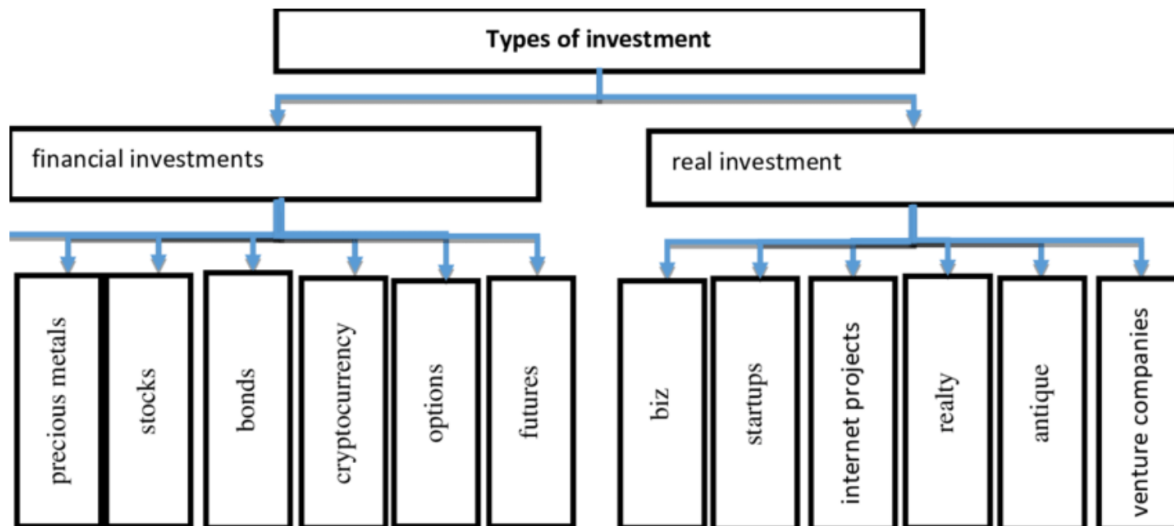 Types of investment
financial investments
real investment
precious metals
stocks
bonds
cryptocurrency
options
futures
biz
startups
internet projects
realty
antique
venture companies